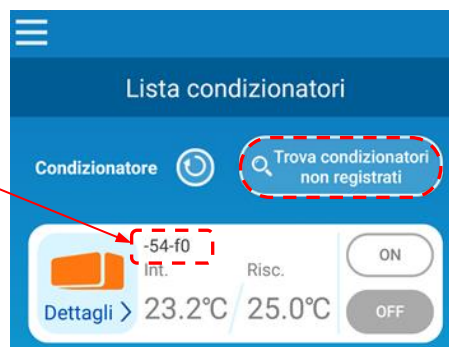 Lista condizionatori
Condizionatore
Trova condizionatori
non registrati
-54-f0
Int.
Risc.
ON
Dettagli >
23.2°C
25.0°C
OFF